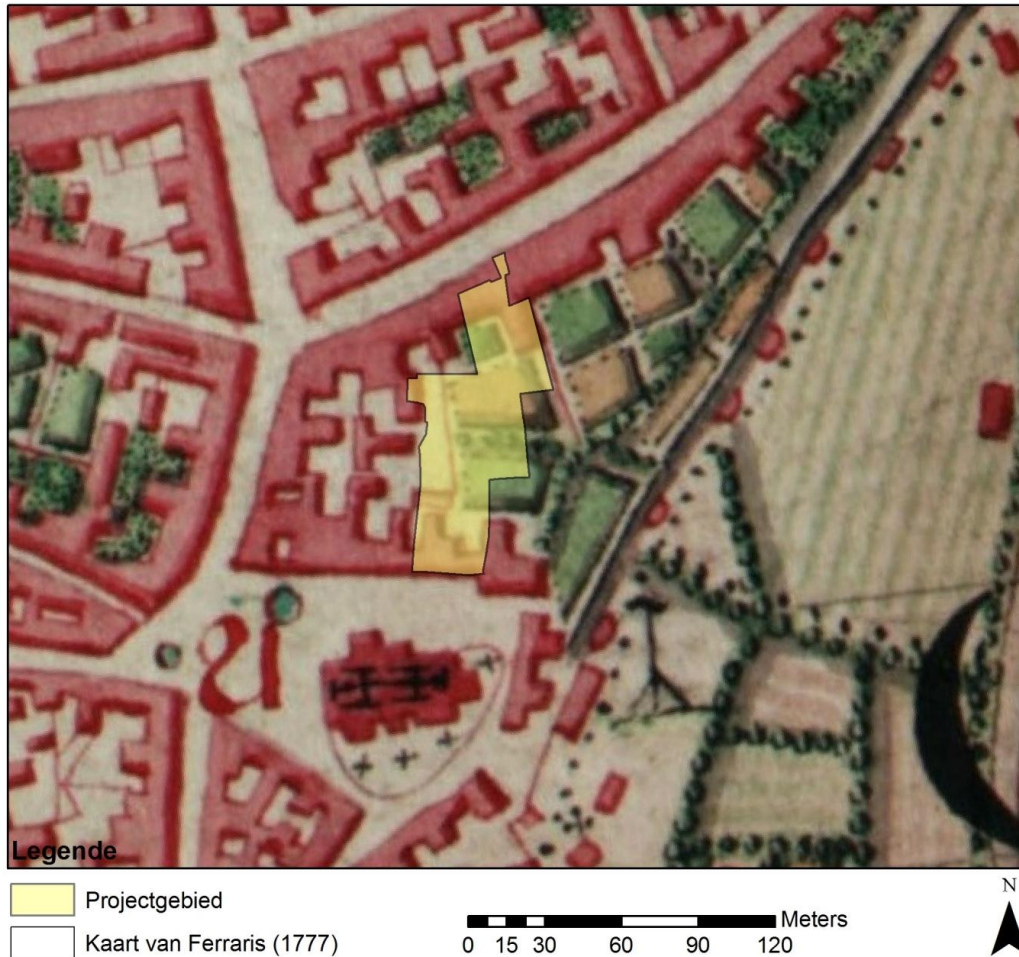 Legende
Projectgebied
Kaart van Ferraris (1777)
Meters
0 15 30 60 90 120
N